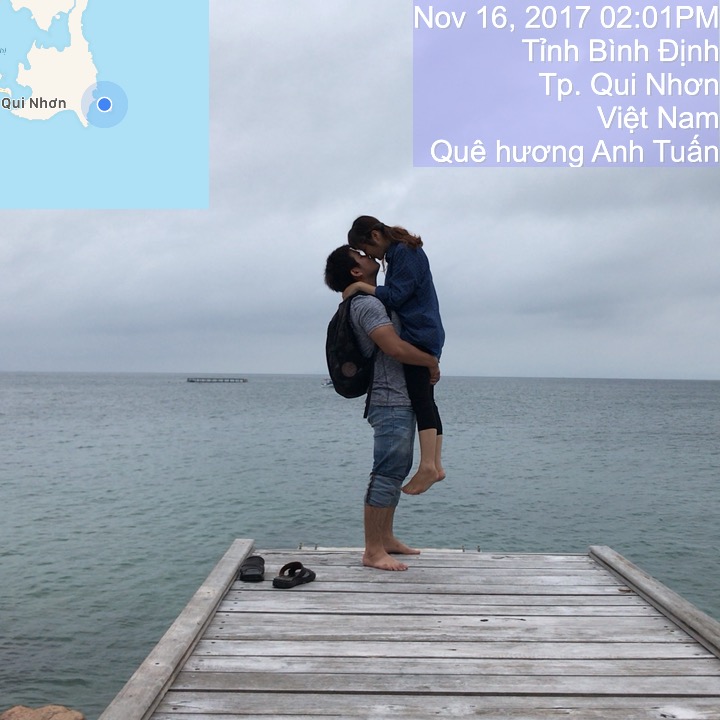 Qui Nhơn
Nov 16, 2017 02:01PM
Tỉnh Bình Định
Tp. Qui Nhơn
Việt Nam
Quê hương Anh Tuấn